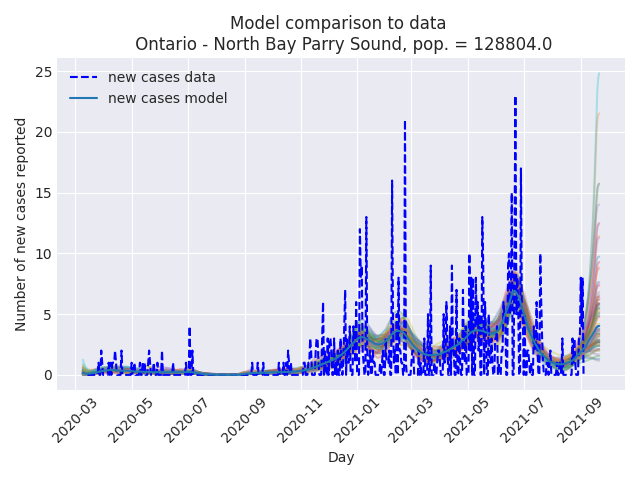 Model comparison to data
Ontario - North Bay Parry Sound, pop. = 128804.0
new cases data
new cases model
Number of new cases reported
25
20
15
10
5
0
2020-03
2020-05
2020-07
2020-09
2020-11
2021-01
2021-03
2021-05
2021-07
2021-09
Day